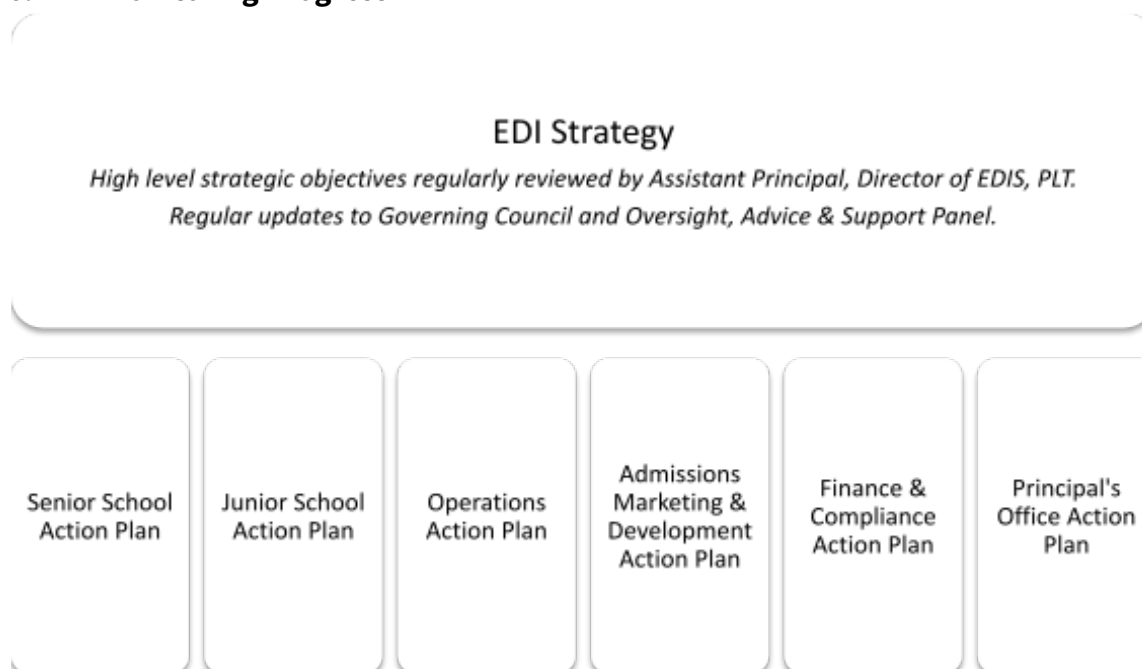 EDI Strategy
High level strategic objectives regularly reviewed by Assistant Principal, Director of EDIS, PLT.
Regular updates to Governing Council and Oversight, Advice & Support Panel.
Senior School
Action Plan
Junior School
Action Plan
Operations
Action Plan
Admissions
Marketing &
Development
Action Plan
Finance &
Compliance
Action Plan
Principal's
Office Action
Plan